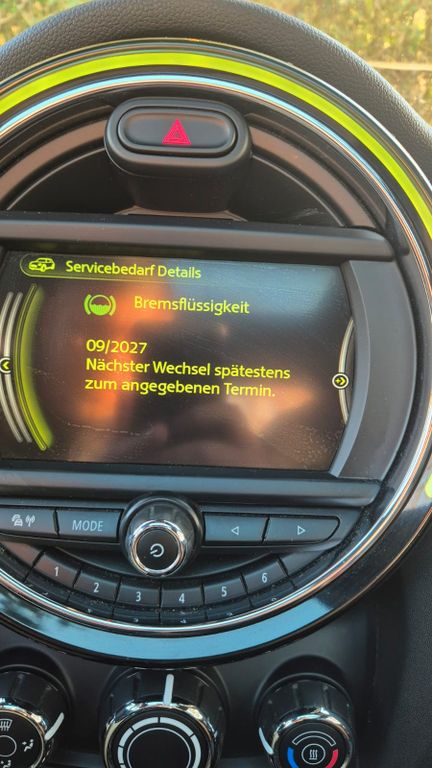 Servicebedarf Details
Bremsflüssigkeit
09/2027
Nächster Wechsel spätestens
zum angegebenen Termin.
MODE
1 2 3 4 5 6